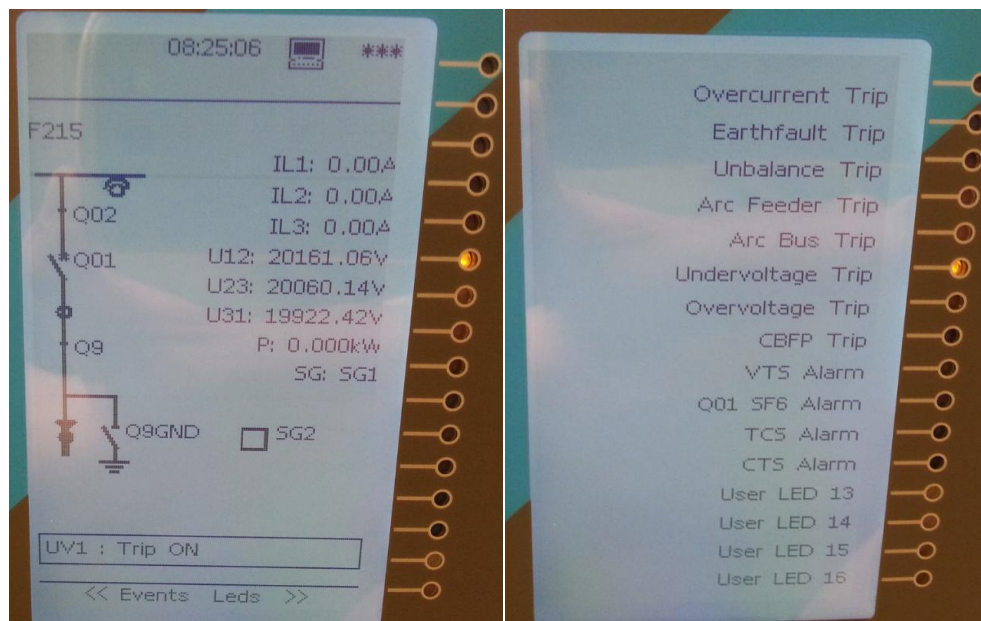 08:25:06 ***
F215
IL1: 0.00A
IL2: 0.00A
Q02
IL3: 0.00A
Q01
U12: 20161.06V
U23: 20060.14V
U31: 19922.42V
Q9
P: 0.000kW
SG: SG1
Q9GND
SG2
UV1 : Trip ON
<< Events Leds >>
Overcurrent Trip
Earthfault Trip
Unbalance Trip
Arc Feeder Trip
Arc Bus Trip
Undervoltage Trip
Overvoltage Trip
CBFP Trip
VTS Alarm
Q01 SF6 Alarm
TCS Alarm
CTS Alarm
User LED 13
User LED 14
User LED 15
User LED 16